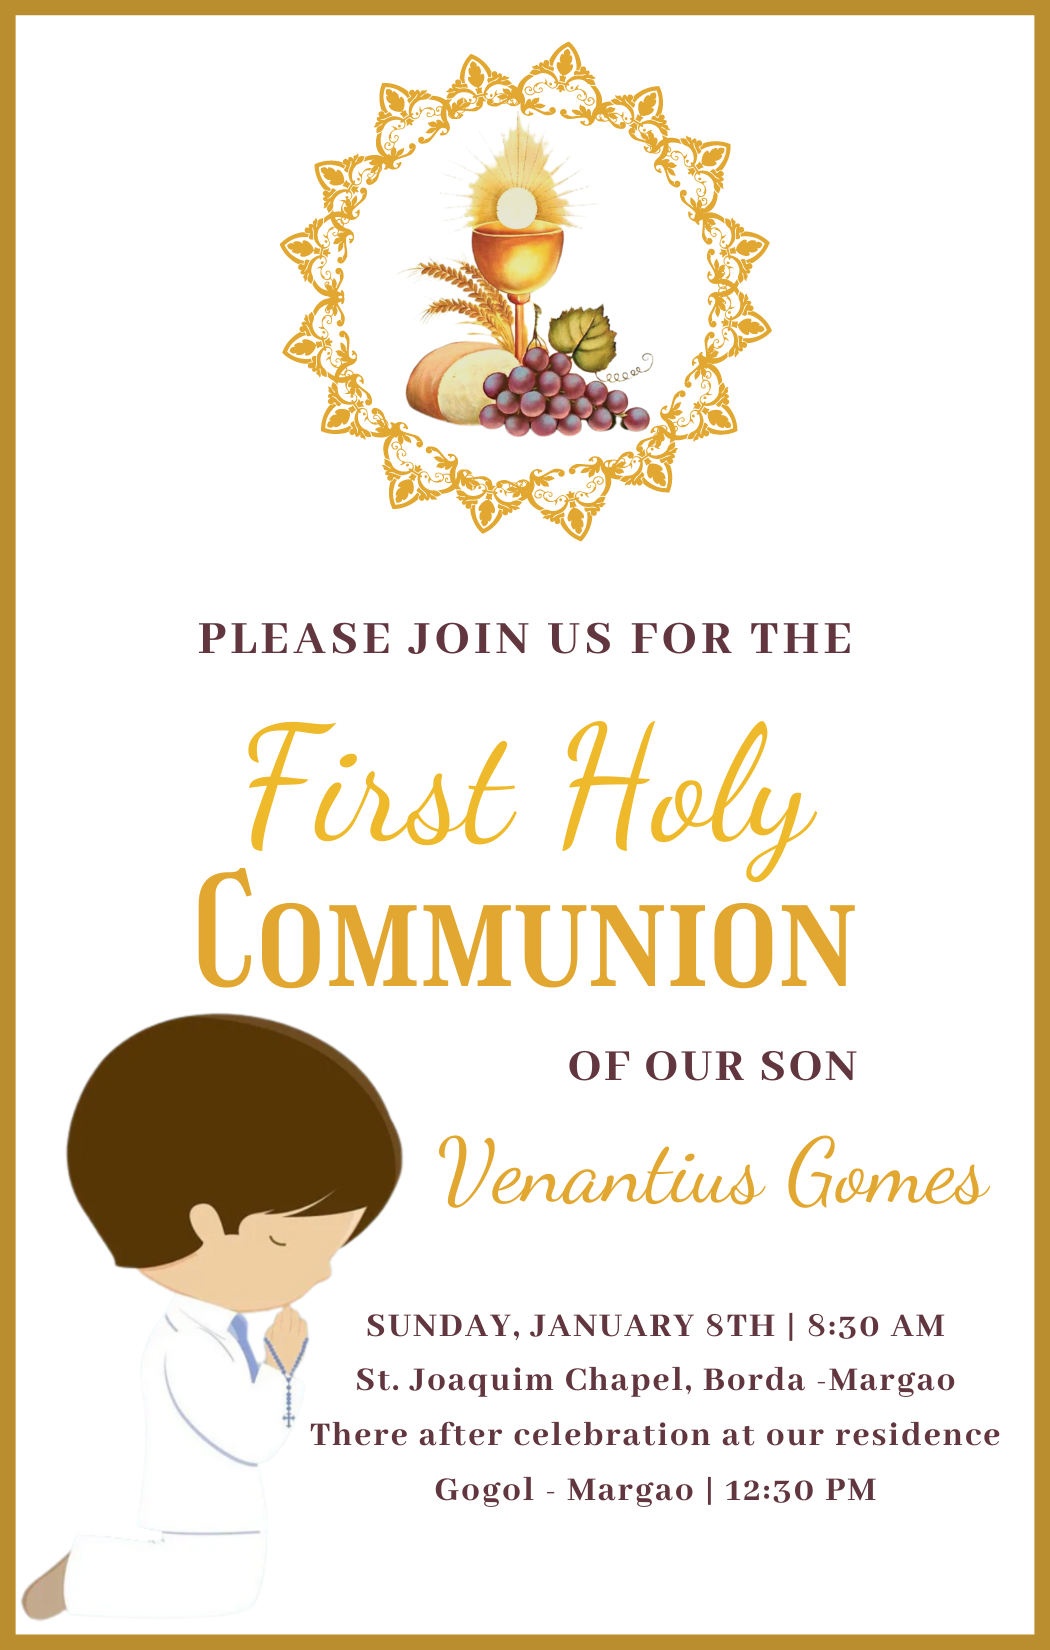 PLEASE JOIN US FOR THE
First Holy
COMMUNION
OF OUR SON
Venantius Gomes
SUNDAY, JANUARY 8TH | 8:30 AM
St. Joaquim Chapel, Borda -Margao
There after celebration at our residence
Gogol - Margao | 12:30 PM